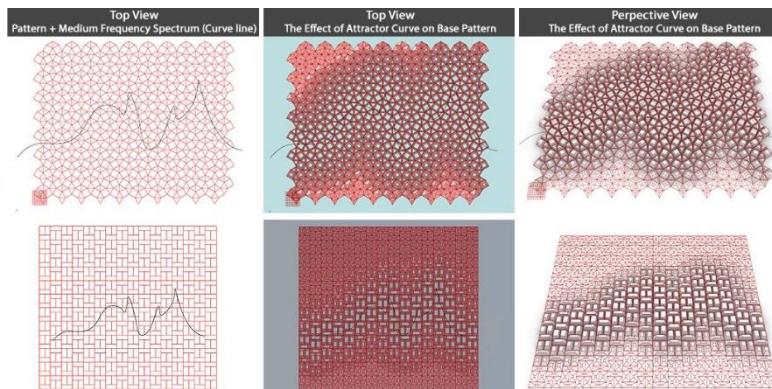 Top View
Pattern + Medium Frequency Spectrum (Curve line)
Top View
The Effect of Attractor Curve on Base Pattern
Perpective View
The Effect of Attractor Curve on Base Pattern